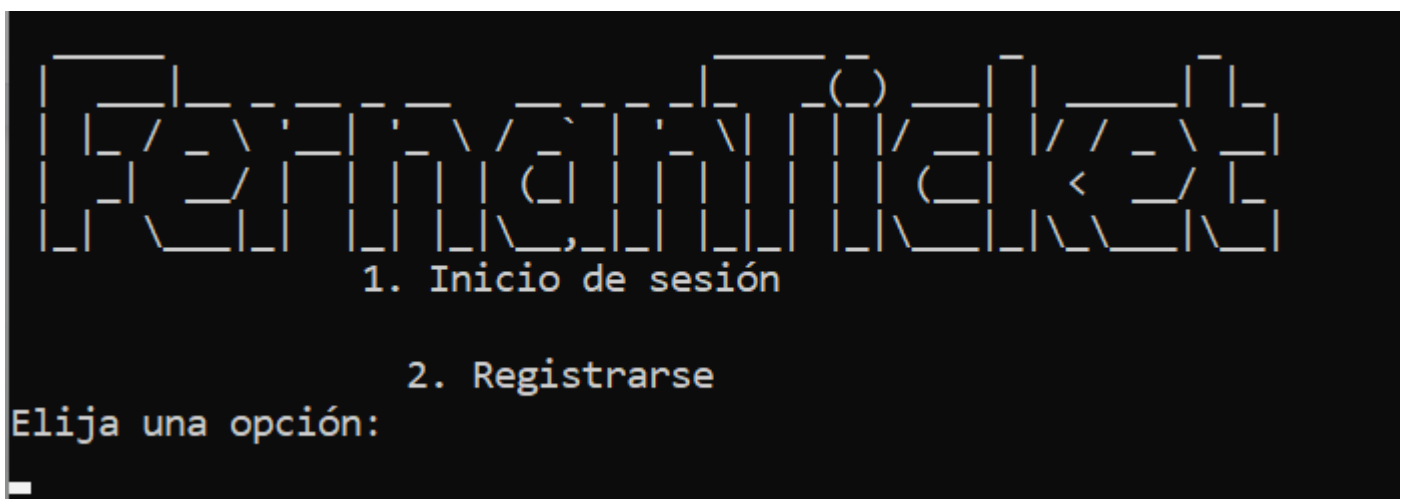 FernanTicket
1. Inicio de sesión
2. Registrarse
Elija una opción: